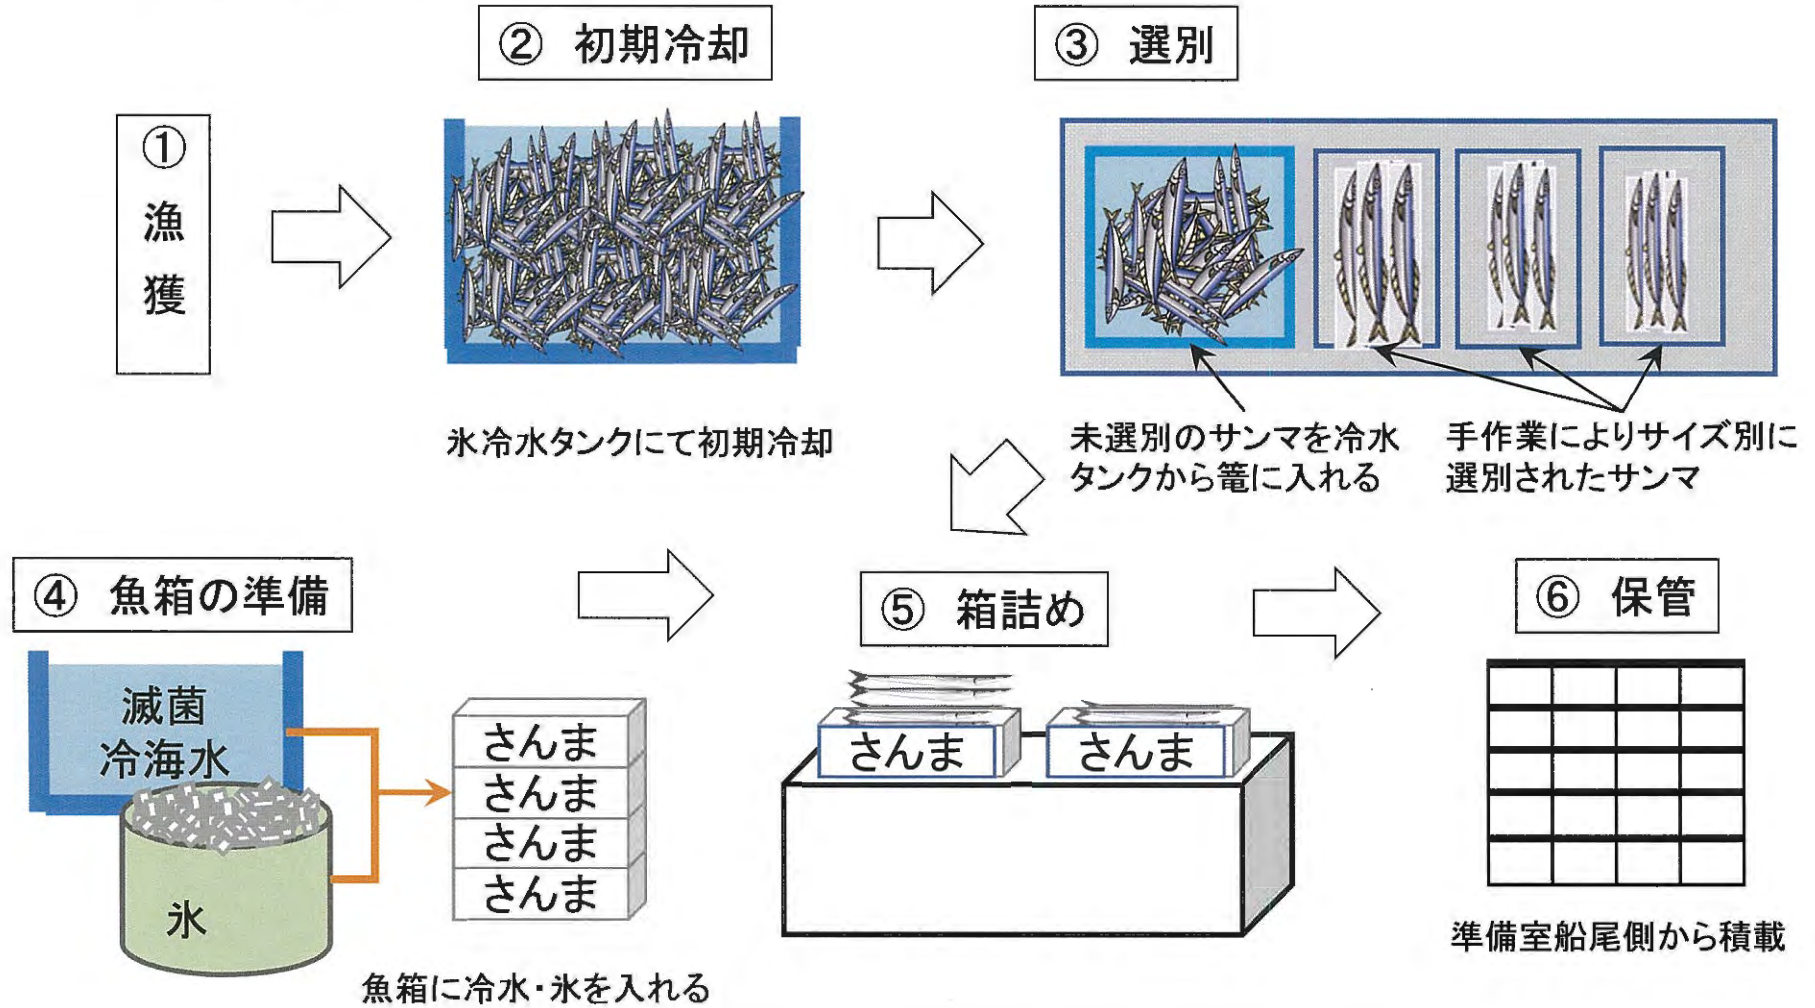 ① 漁獲
② 初期冷却
③ 選別
氷冷水タンクにて初期冷却
未選別のサンマを冷水
タンクから篭に入れる
手作業によりサイズ別に
選別されたサンマ
④ 魚箱の準備
滅菌
冷海水
氷
さんま
さんま
さんま
さんま
魚箱に冷水・氷を入れる
⑤ 箱詰め
さんま
さんま
⑥ 保管
準備室船尾側から積載